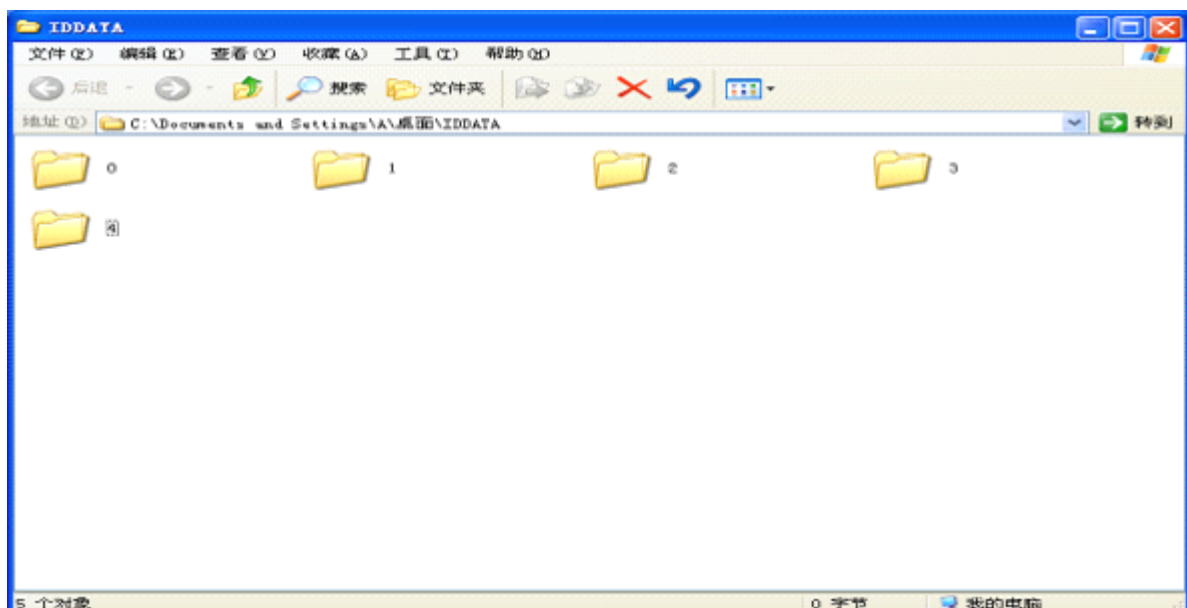 IDDATA
文件(F) 编辑(E) 查看(V) 收藏(A) 工具(T) 帮助(H)
后退 搜索 文件夹
地址(D) C:\Documents and Settings\A\桌面\IDDATA 转到
0 1 2 3
4
5 个对象 0 字节 我的电脑